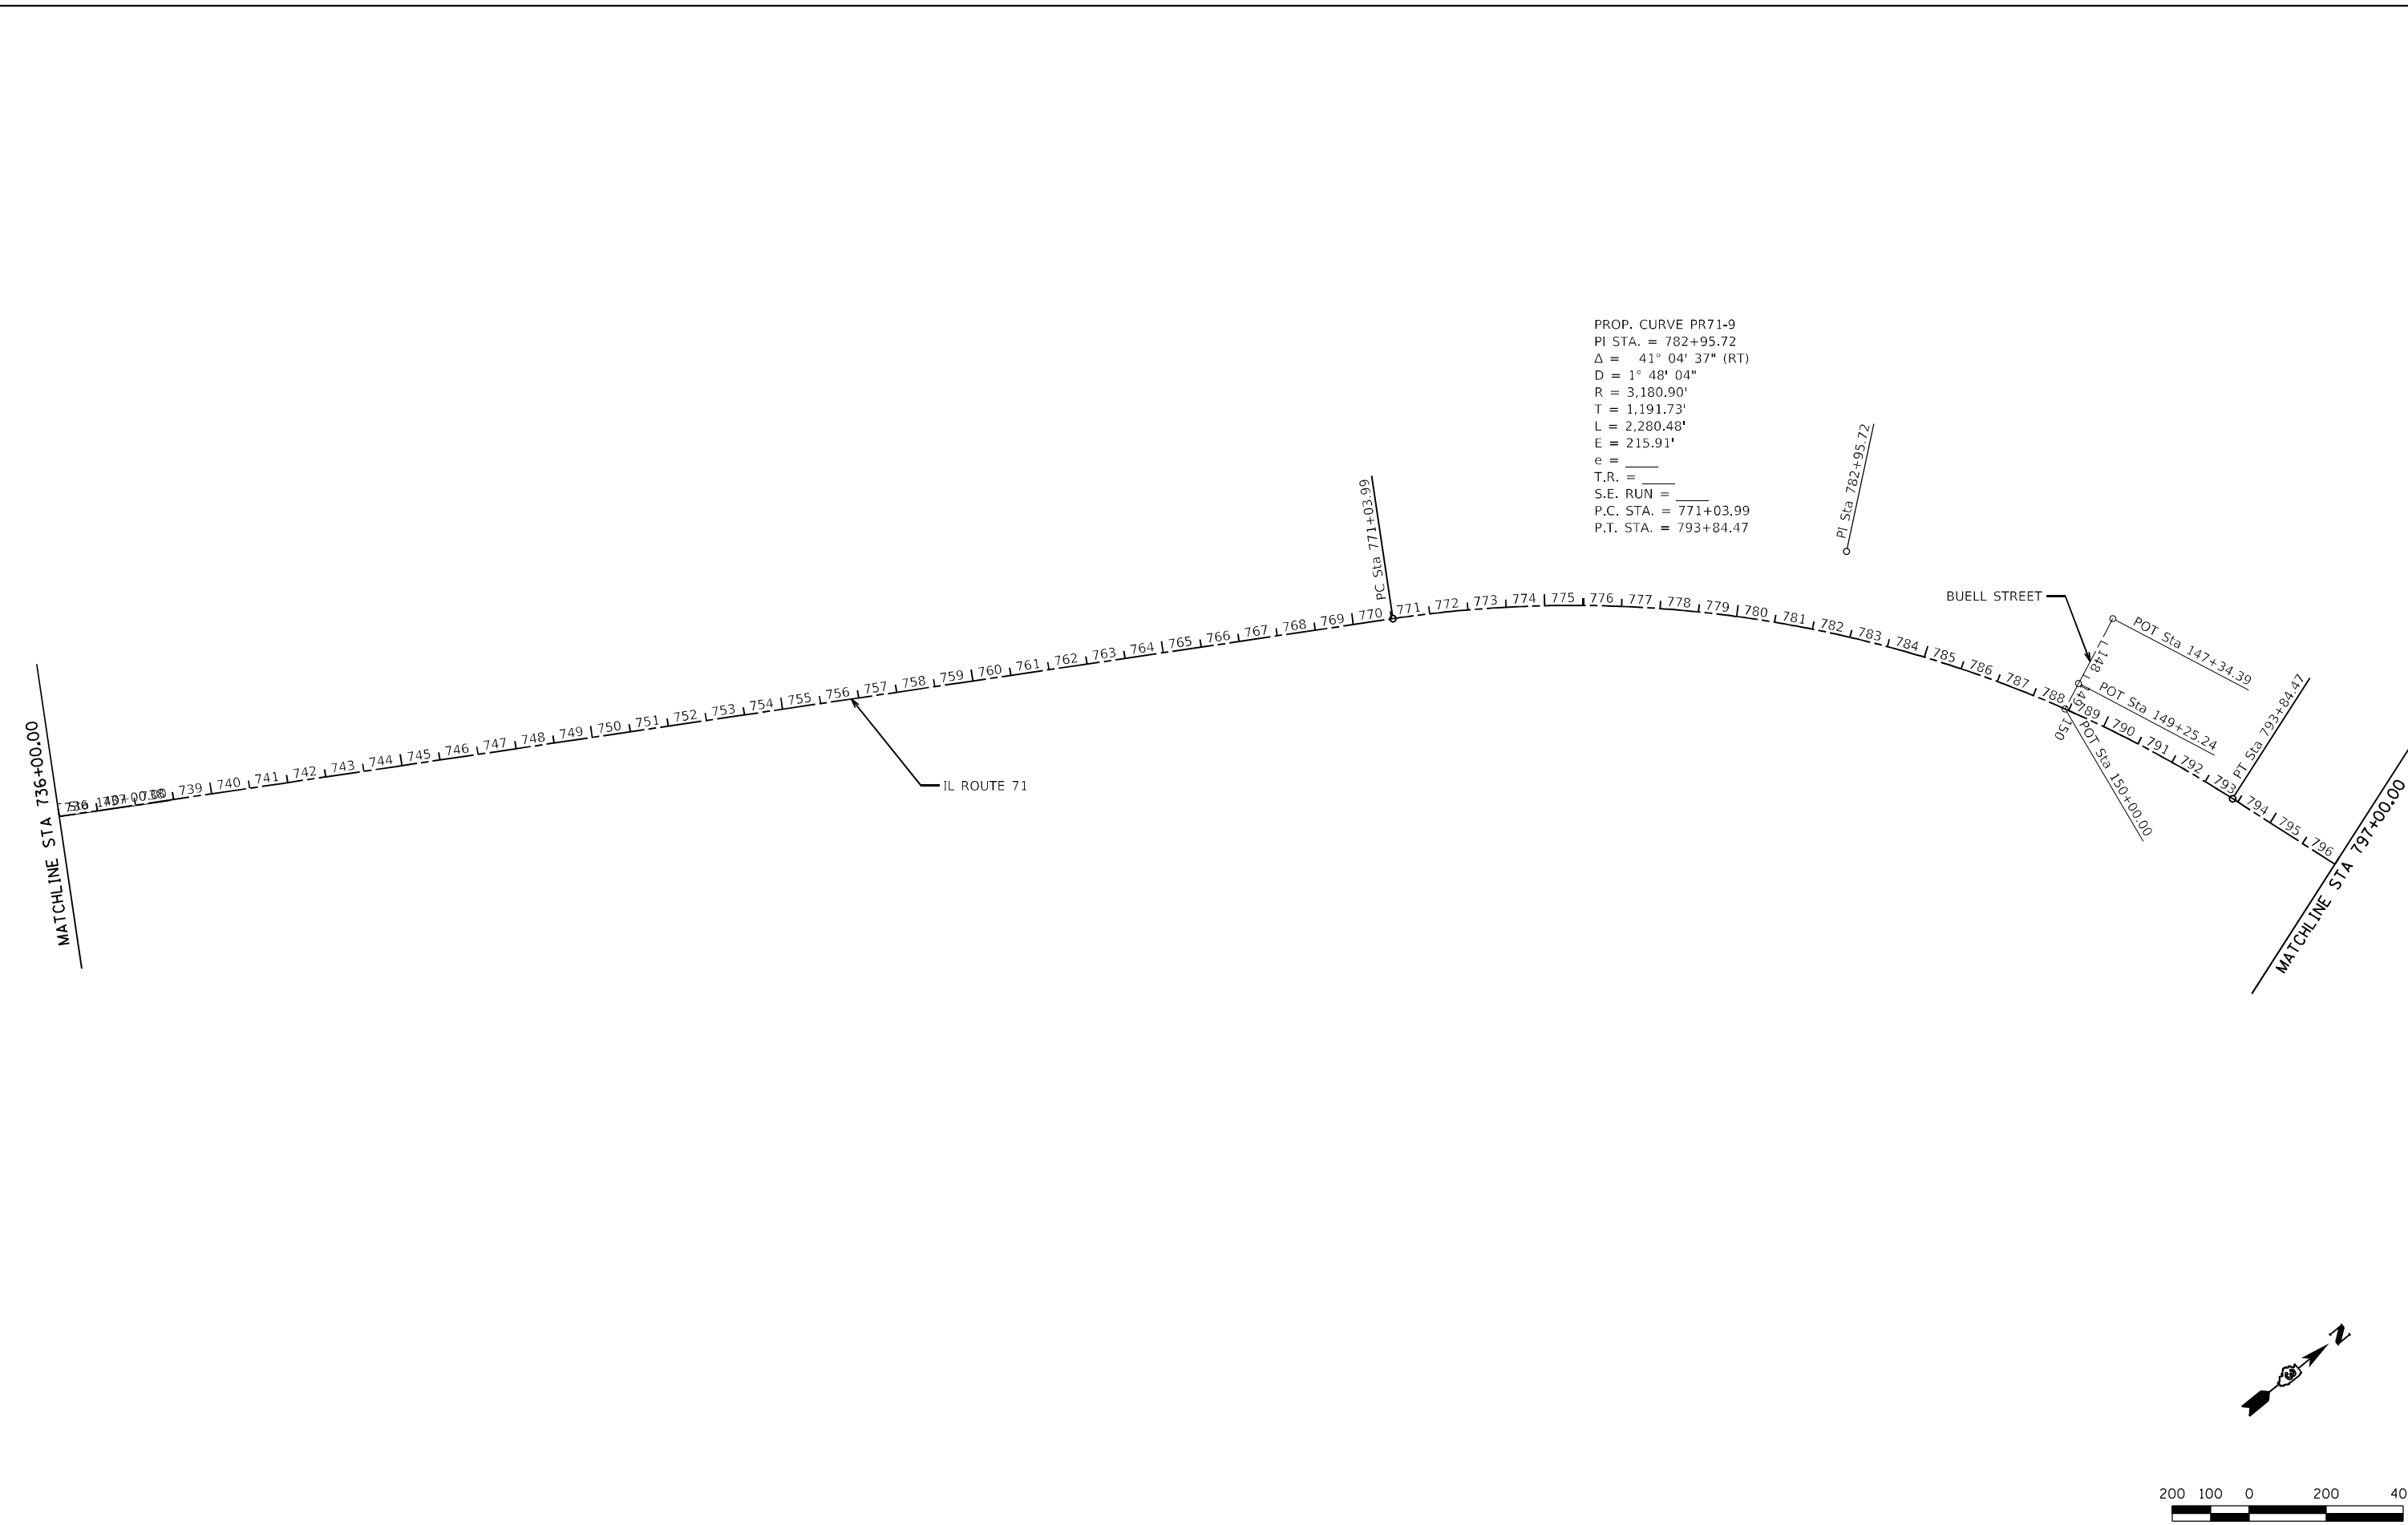 PROP. CURVE PR71-9
PI STA. = 782+95.72
Δ = 41° 04' 37" (RT)
D = 1° 48' 04"
R = 3,180.90'
T = 1,191.73'
L = 2,280.48'
E = 215.91'
e = ____
T.R. = ____
S.E. RUN = ____
P.C. STA. = 771+03.99
P.T. STA. = 793+84.47
PI Sta 782+95.72
PC Sta 771+03.99
BUELL STREET
POT Sta 147+34.39
148
POT Sta 149+25.24
149
150
POT Sta 150+00.00
PT Sta 793+84.47
MATCHLINE STA 736+00.00
736 737 738 739 740 741 742 743 744 745 746 747 748 749 750 751 752 753 754 755 756 757 758 759 760 761 762 763 764 765 766 767 768 769 770 771 772 773 774 775 776 777 778 779 780 781 782 783 784 785 786 787 788 789 790 791 792 793 794 795 796
IL ROUTE 71
MATCHLINE STA 797+00.00
N
3
200 100 0 200 40